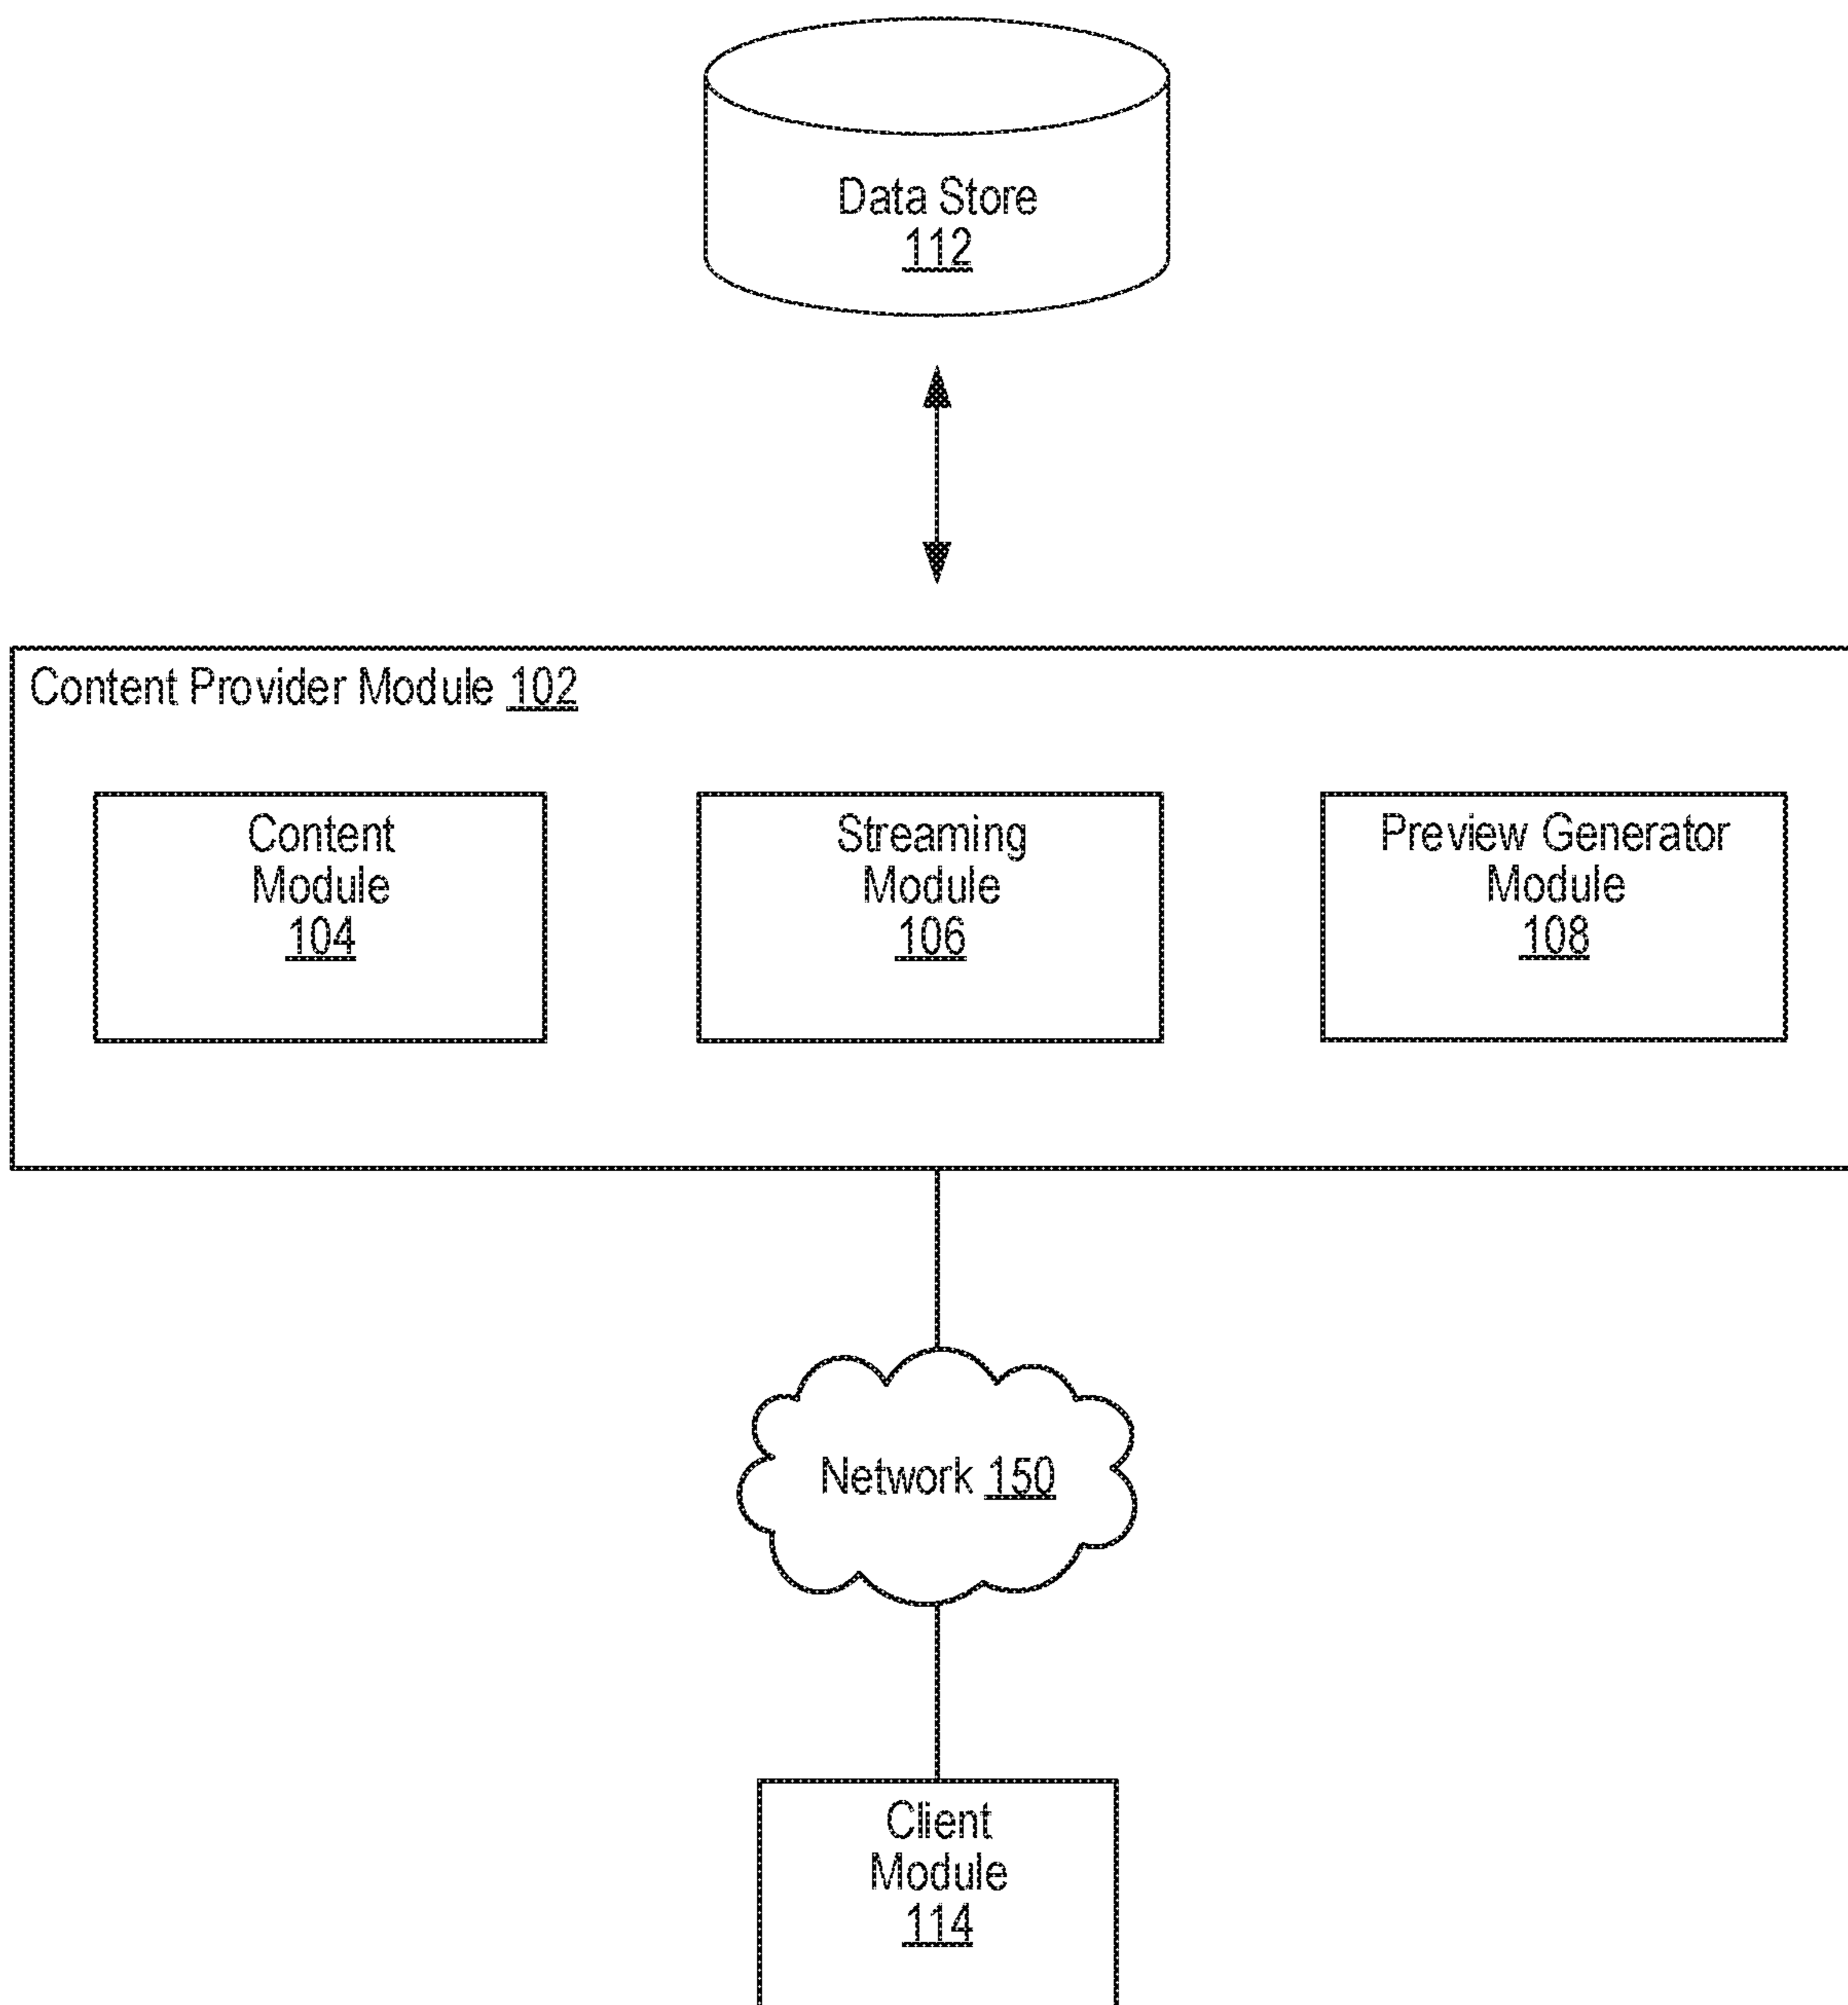 Data Store
112
Content Provider Module 102
Content
Module
104
Streaming
Module
106
Preview Generator
Module
108
Network 150
Client
Module
114